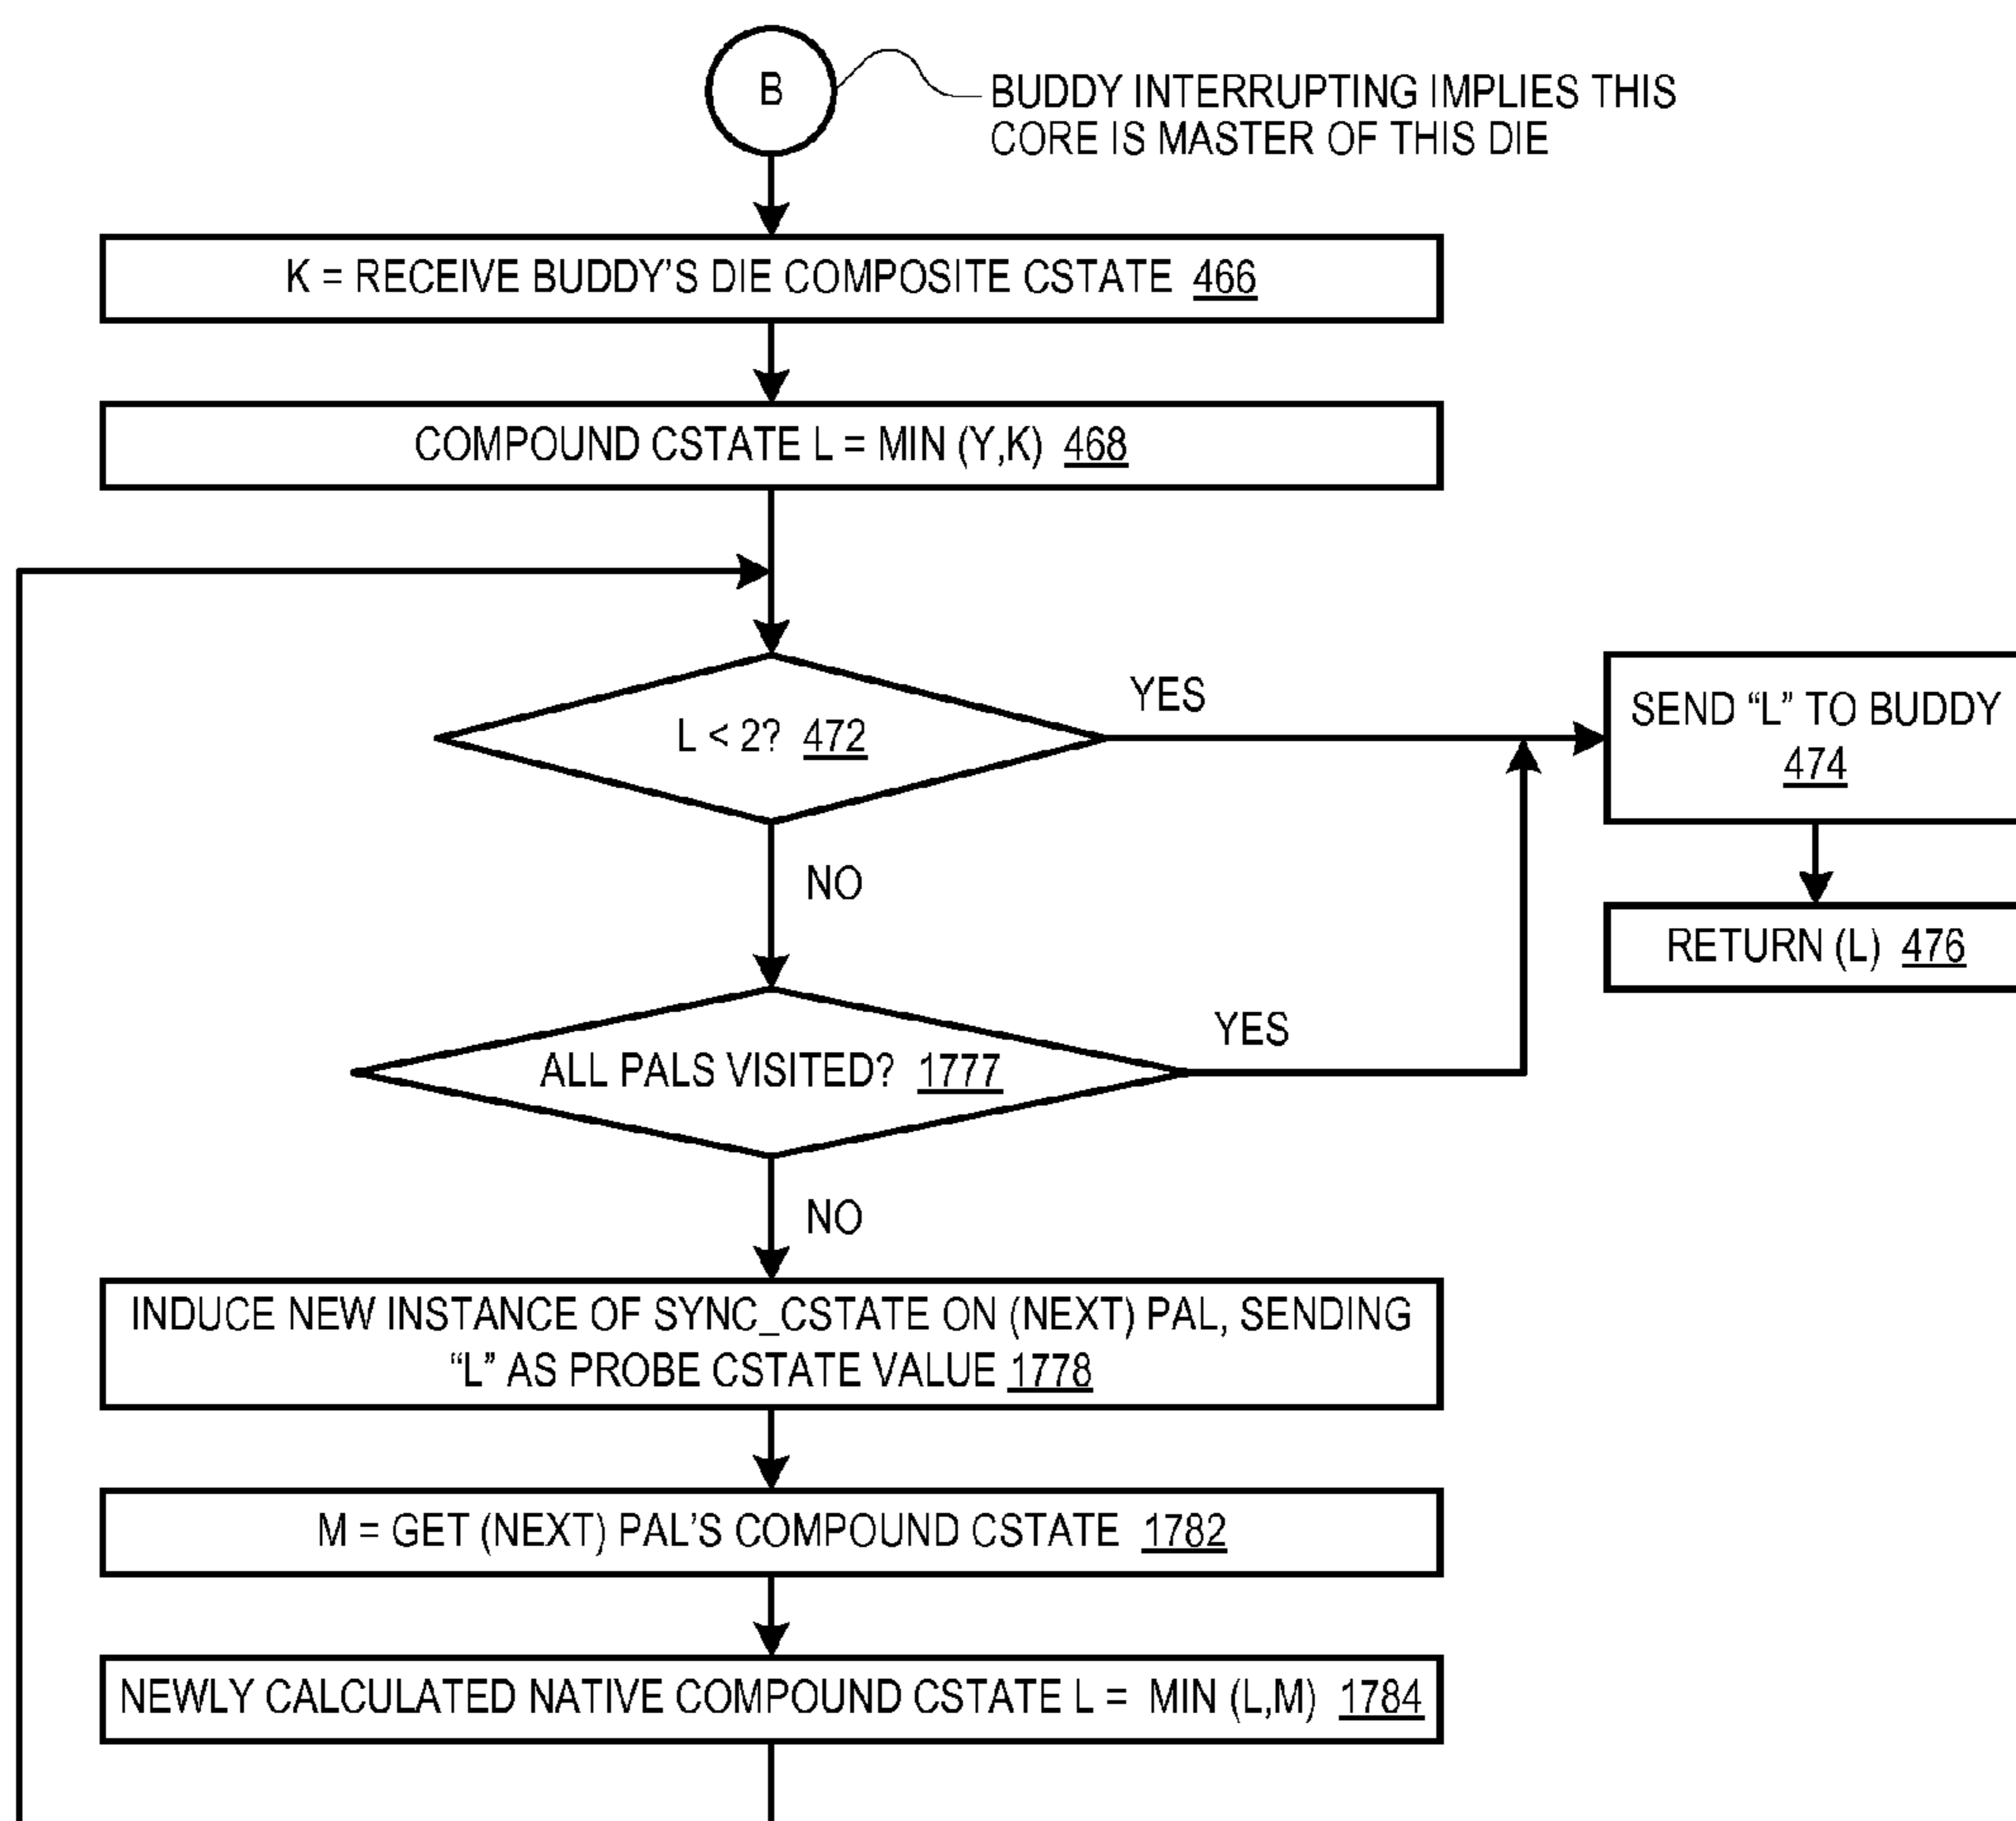 B
BUDDY INTERRUPTING IMPLIES THIS
CORE IS MASTER OF THIS DIE
K = RECEIVE BUDDY’S DIE COMPOSITE CSTATE 466
COMPOUND CSTATE L = MIN (Y,K) 468
L < 2? 472
YES
SEND “L” TO BUDDY
474
NO
RETURN (L) 476
ALL PALS VISITED? 1777
YES
NO
INDUCE NEW INSTANCE OF SYNC_CSTATE ON (NEXT) PAL, SENDING
“L” AS PROBE CSTATE VALUE 1778
M = GET (NEXT) PAL’S COMPOUND CSTATE 1782
NEWLY CALCULATED NATIVE COMPOUND CSTATE L = MIN (L,M) 1784